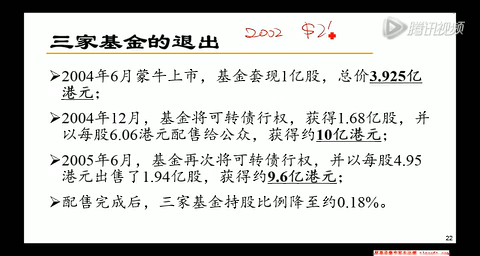 三家基金的退出
2002
腾讯视频
➢2004年6月蒙牛上市，基金套现1亿股，总价3.925亿
港元；
➢2004年12月，基金将可转债行权，获得1.68亿股，并
以每股6.06港元配售给公众，获得约10亿港元；
➢2005年6月，基金再次将可转债行权，并以每股4.95
港元出售了1.94亿股，获得约9.6亿港元；
➢配售完成后，三家基金持股比例降至约0.18%。
22